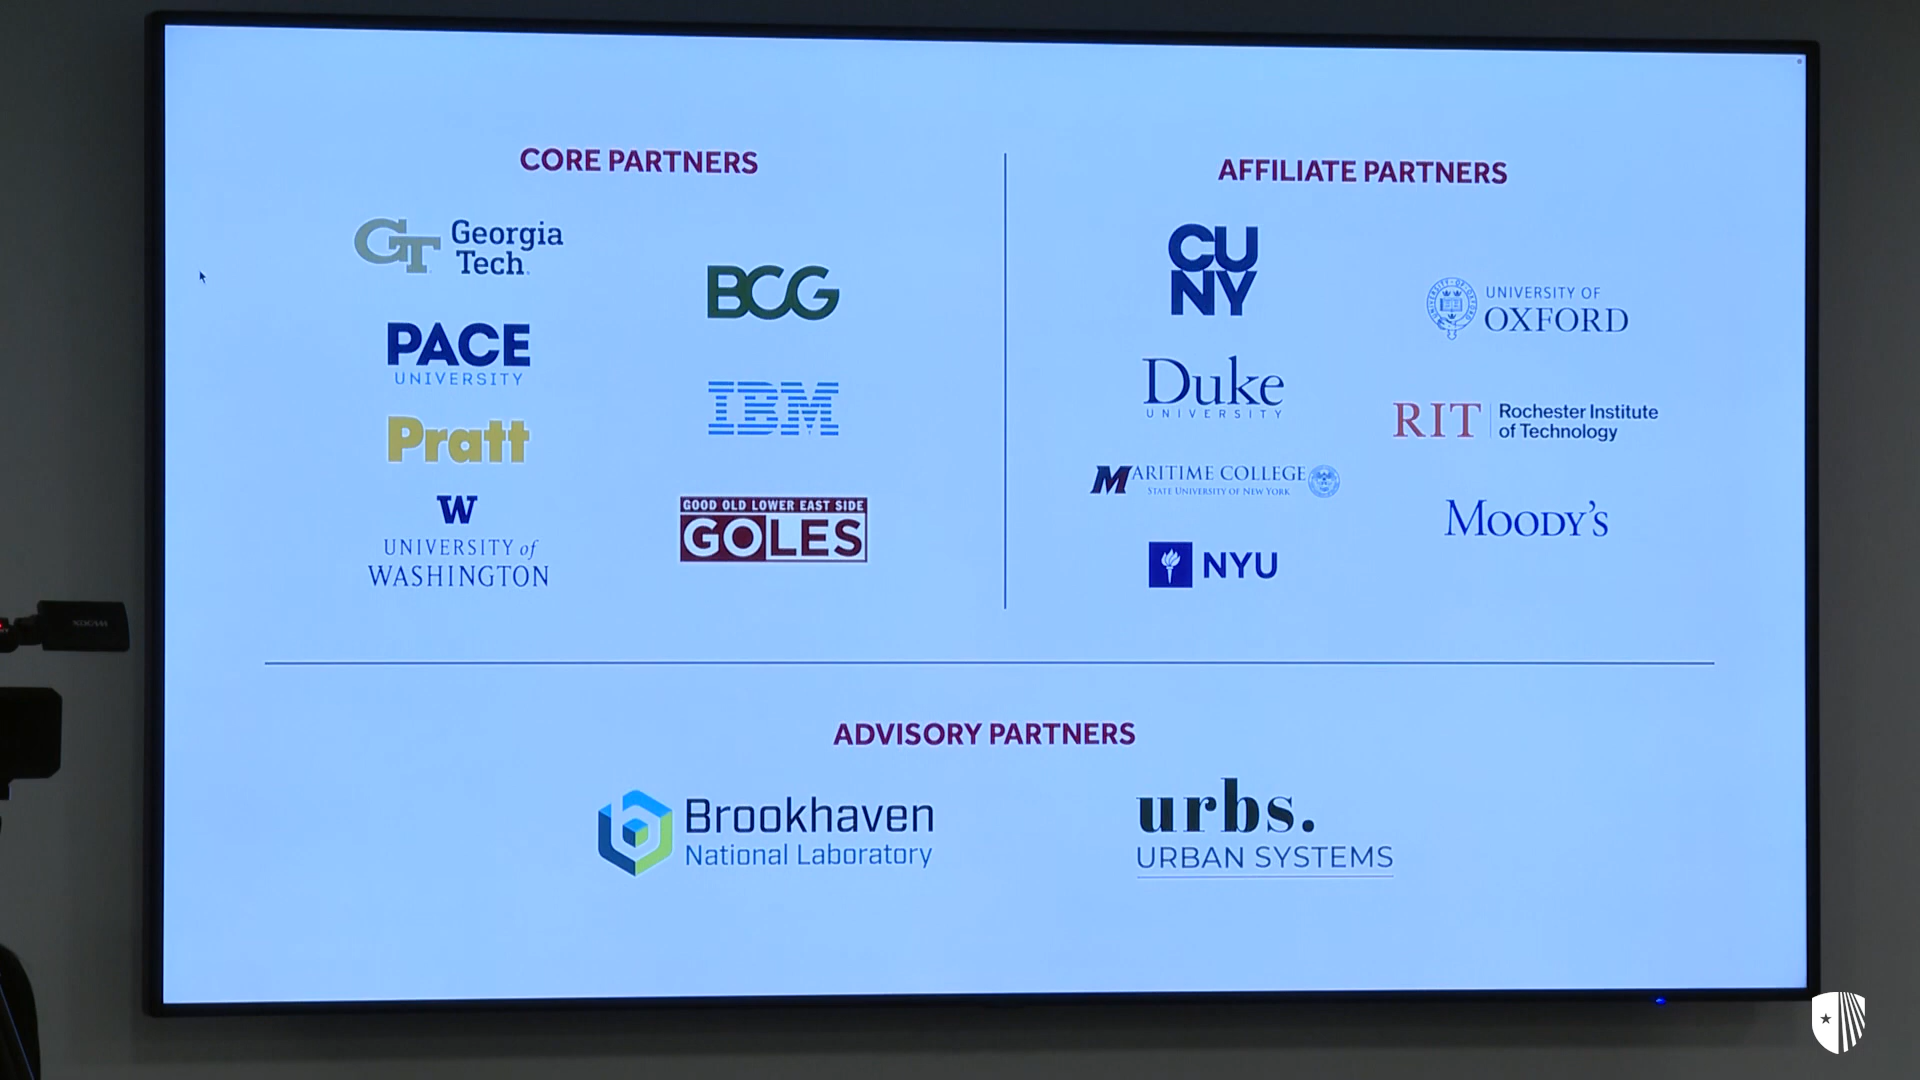 CORE PARTNERS
GT Georgia
Tech
PACE
UNIVERSITY
Pratt
W
UNIVERSITY of
WASHINGTON
BCG
IBM
GOOD OLD LOWER EAST SIDE
GOLES
AFFILIATE PARTNERS
CU
NY
Duke
UNIVERSITY
MARITIME COLLEGE
STATE UNIVERSITY OF NEW YORK
NYU
UNIVERSITY OF
OXFORD
RIT Rochester Institute
of Technology
MOODY'S
ADVISORY PARTNERS
Brookhaven
National Laboratory
urbs.
URBAN SYSTEMS